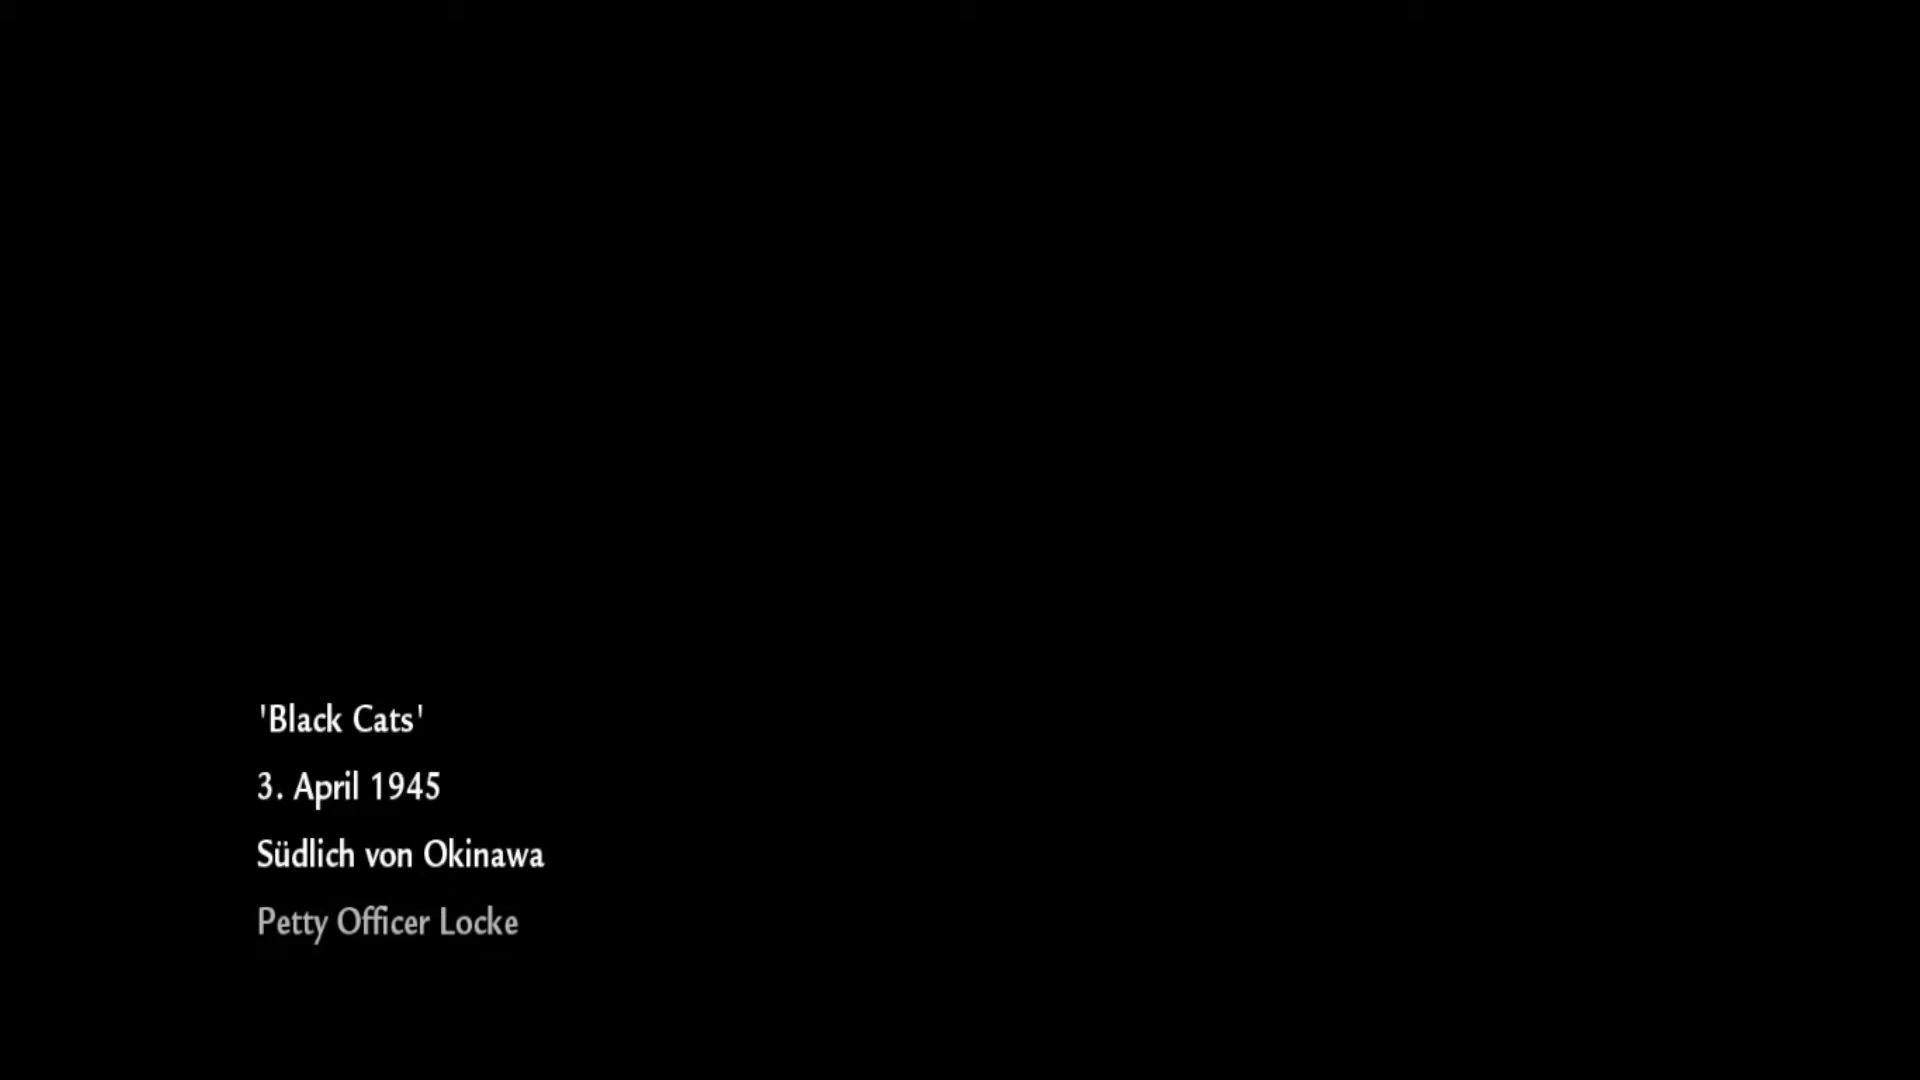 'Black Cats'
3. April 1945
Südlich von Okinawa
Petty Officer Locke